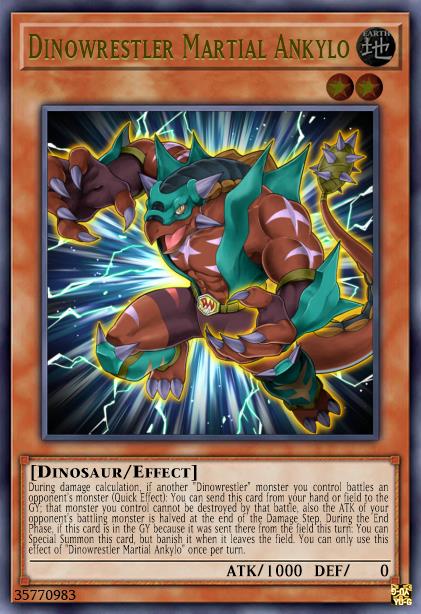 DINOWRESTLER MARTIAL ANKYLO
EARTH
地
[DINOSAUR/EFFECT]
During damage calculation, if another "Dinowrestler" monster you control battles an
opponent's monster (Quick Effect): You can send this card from your hand or field to the
GY; that monster you control cannot be destroyed by that battle, also the ATK of your
opponent's battling monster is halved at the end of the Damage Step. During the End
Phase, if this card is in the GY because it was sent there from the field this turn: You can
Special Summon this card, but banish it when it leaves the field. You can only use this
effect of "Dinowrestler Martial Ankylo" once per turn.
ATK/1000 DEF/ 0
35770983